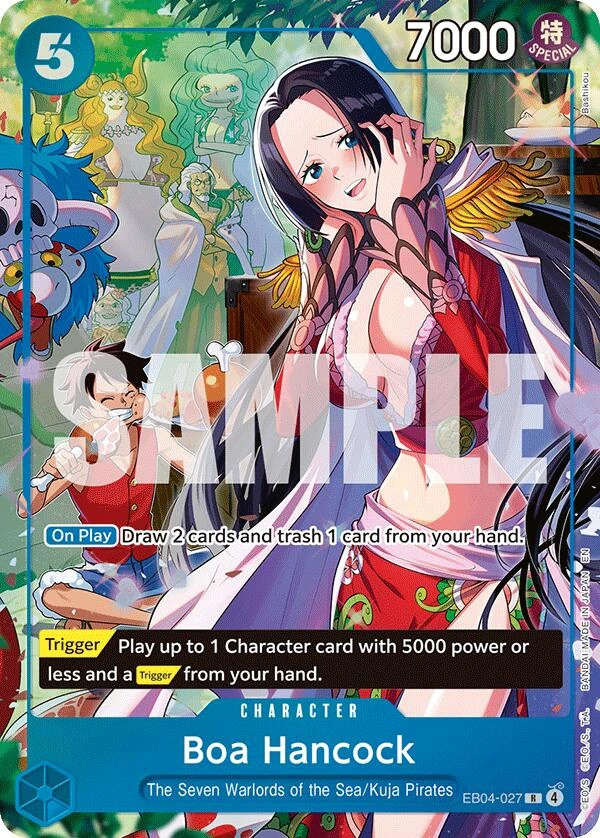 5
7000
特
SPECIAL
Bashikou
SAMPLE
On Play Draw 2 cards and trash 1 card from your hand.
Trigger Play up to 1 Character card with 5000 power or
less and a Trigger from your hand.
CHARACTER
Boa Hancock
The Seven Warlords of the Sea/Kuja Pirates
EB04-027 R 4
©E.O./S. ©E.O./S., T.A. BANDAI MADE IN JAPAN EN